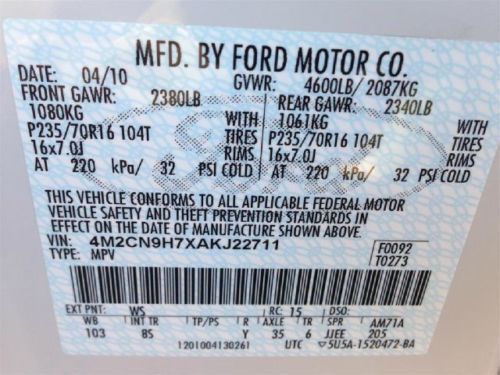 MFD. BY FORD MOTOR CO.
DATE: 04/10 GVWR: 4600LB/ 2087KG
FRONT GAWR: 2380LB REAR GAWR: 2340LB
1080KG WITH 1061KG WITH
P235/70R16 104T TIRES P235/70R16 104T TIRES
16x7.0J RIMS 16x7.0J RIMS
AT 220 kPa/ 32 PSI COLD AT 220 kPa/ 32 PSI COLD
THIS VEHICLE CONFORMS TO ALL APPLICABLE FEDERAL MOTOR
VEHICLE SAFETY AND THEFT PREVENTION STANDARDS IN
EFFECT ON THE DATE OF MANUFACTURE SHOWN ABOVE.
VIN: 4M2CN9H7XAKJ22711 F0092
TYPE: MPV T0273
EXT PNT: WS RC: 15 DSO:
WB INT TR TP/PS R AXLE TR SPR AM71A
103 8S Y 35 6 JJEE 205
1201004130261 UTC 5U5A-1520472-BA